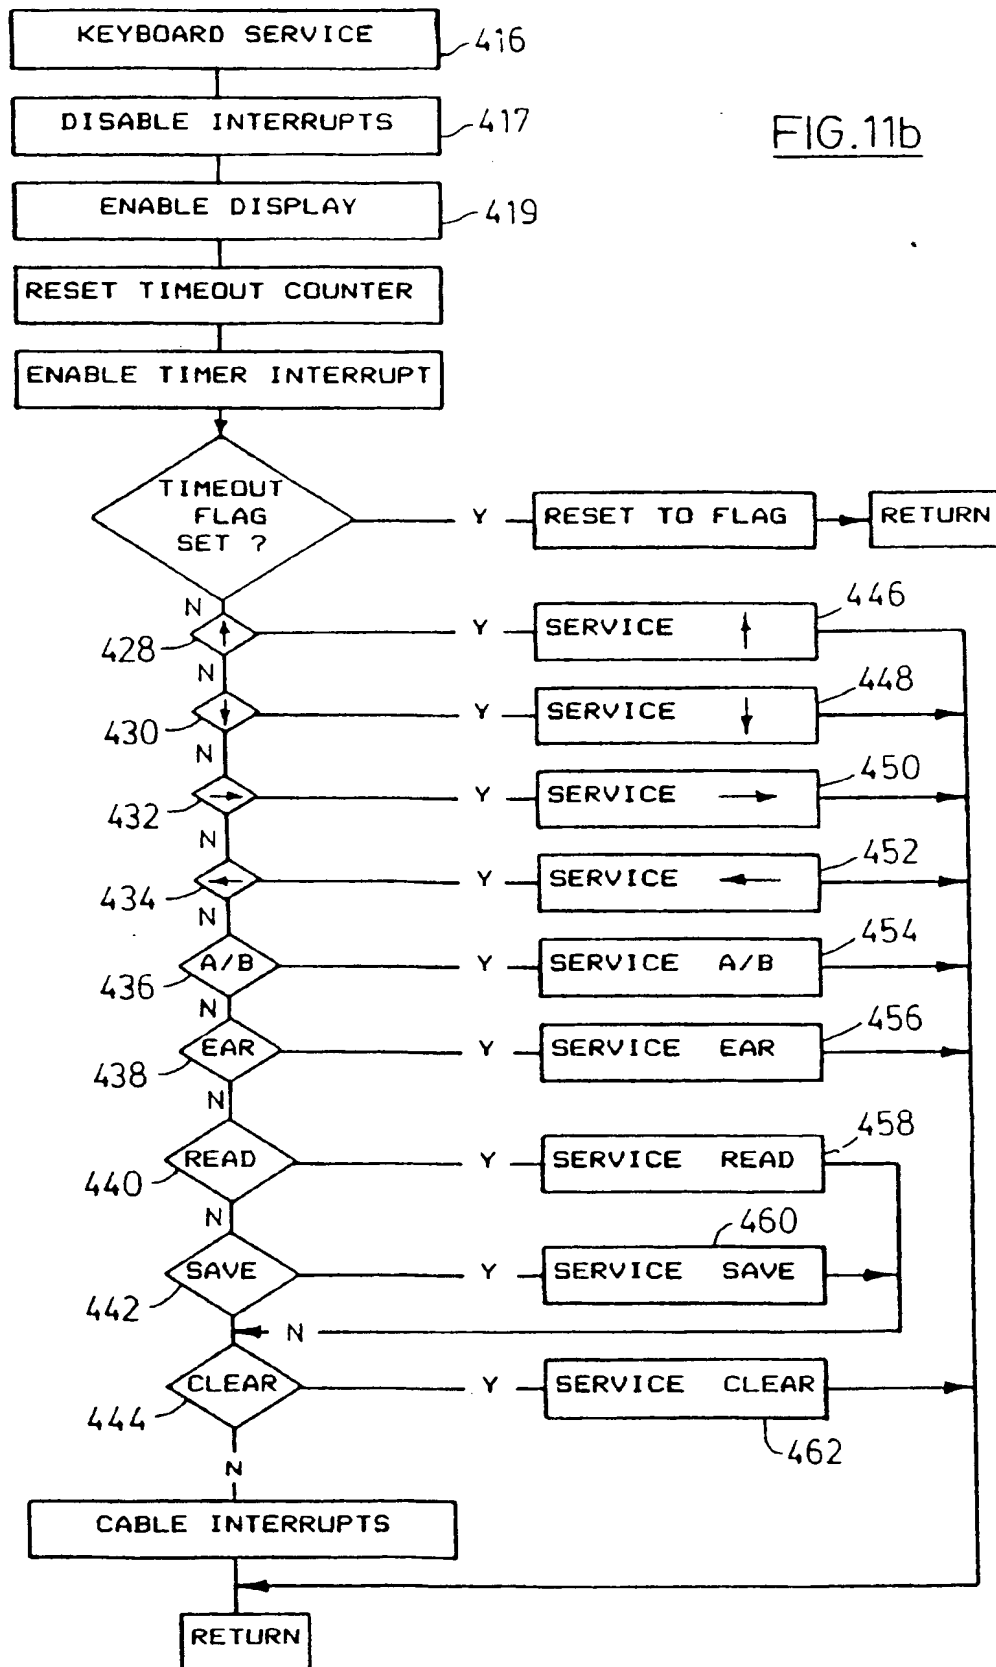 KEYBOARD SERVICE
416
DISABLE INTERRUPTS
417
FIG.11b
ENABLE DISPLAY
419
RESET TIMEOUT COUNTER
ENABLE TIMER INTERRUPT
TIMEOUT
FLAG
SET ?
Y
RESET TO FLAG
RETURN
N
↑
428
Y
SERVICE ↑
446
N
↓
430
Y
SERVICE ↓
448
N
→
432
Y
SERVICE →
450
N
←
434
Y
SERVICE ←
452
N
A/B
436
Y
SERVICE A/B
454
N
EAR
438
Y
SERVICE EAR
456
N
READ
440
Y
SERVICE READ
458
N
SAVE
442
Y
SERVICE SAVE
460
N
CLEAR
444
Y
SERVICE CLEAR
462
N
CABLE INTERRUPTS
RETURN